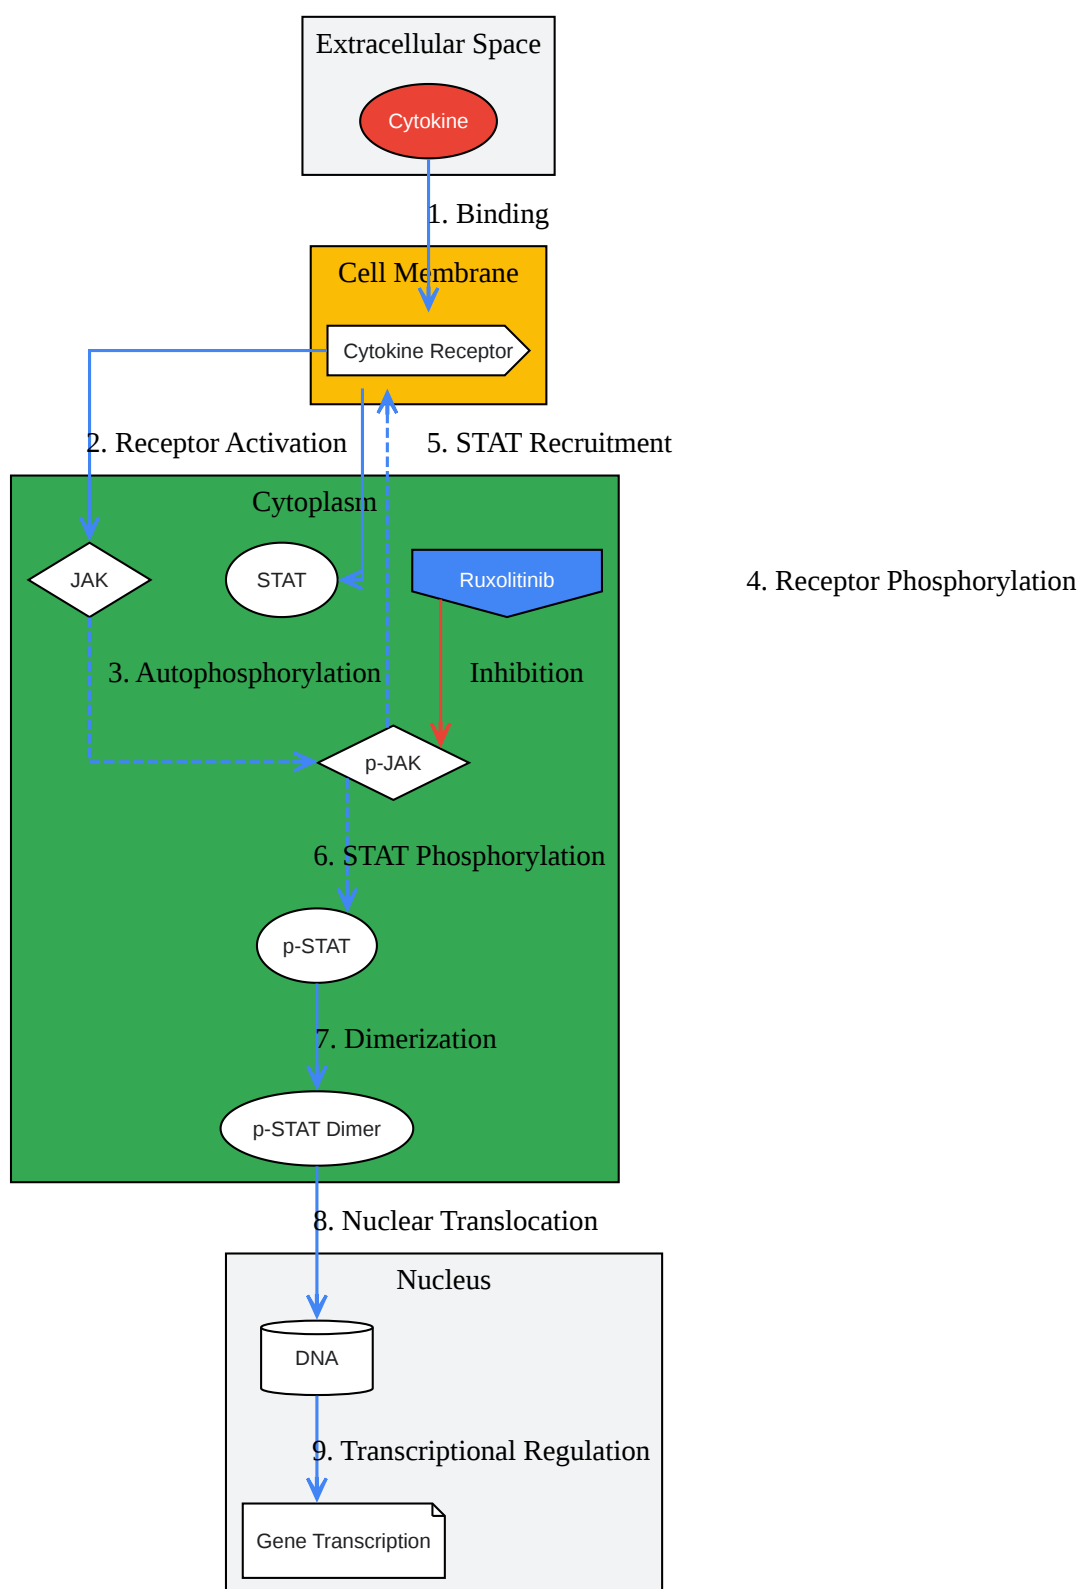 Extracellular Space
Cytokine
1. Binding
Cell Membrane
Cytokine Receptor
2. Receptor Activation
5. STAT Recruitment
Cytoplasm
JAK
STAT
Ruxolitinib
4. Receptor Phosphorylation
3. Autophosphorylation
Inhibition
p-JAK
6. STAT Phosphorylation
p-STAT
7. Dimerization
p-STAT Dimer
8. Nuclear Translocation
Nucleus
DNA
9. Transcriptional Regulation
Gene Transcription